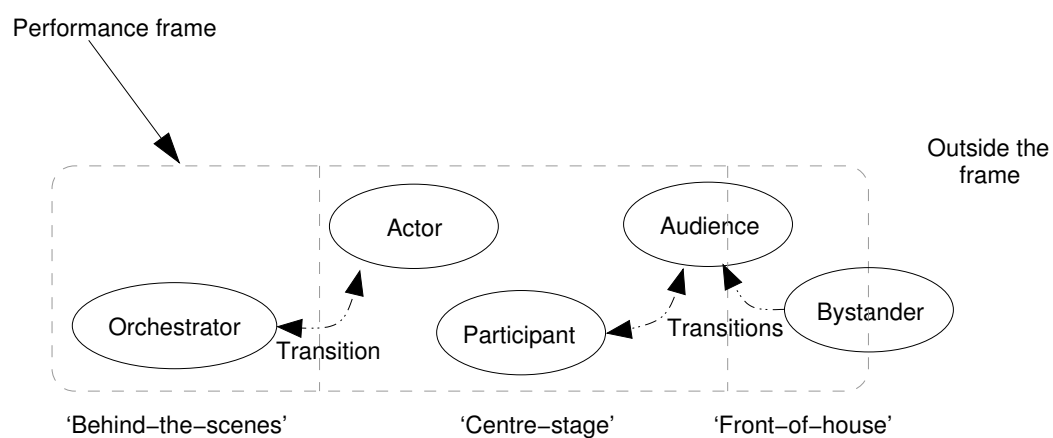 Performance frame
Outside the
frame
Actor
Audience
Orchestrator
Participant
Bystander
Transition
Transitions
‘Behind−the−scenes’
‘Centre−stage’
‘Front−of−house’